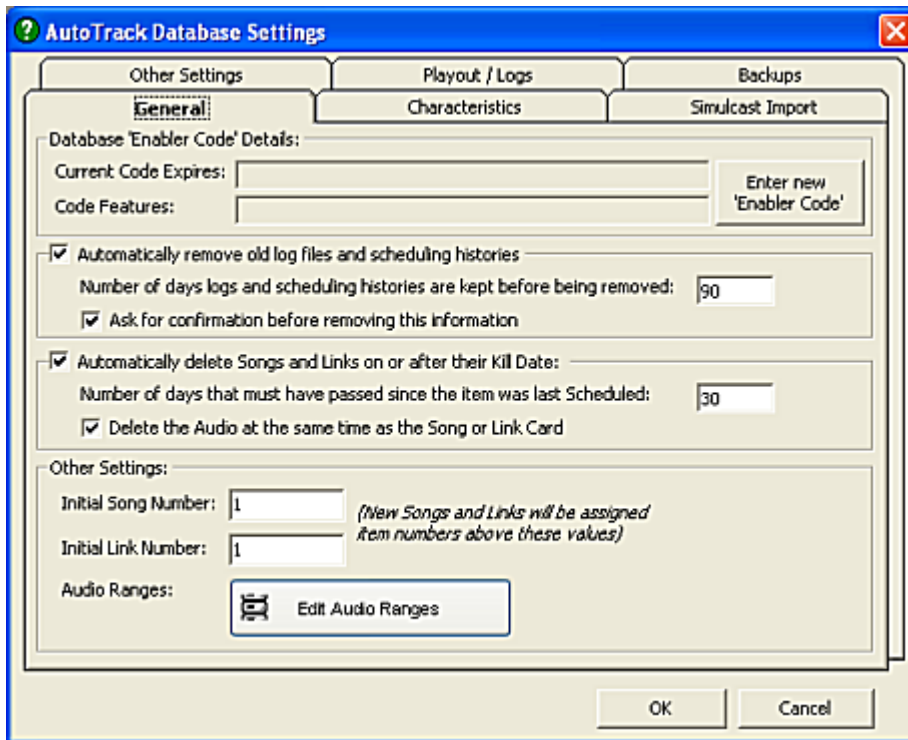 AutoTrack Database Settings
Other Settings
Playout / Logs
Backups
General
Characteristics
Simulcast Import
Database 'Enabler Code' Details:
Current Code Expires:
Code Features:
Enter new
'Enabler Code'
Automatically remove old log files and scheduling histories
Number of days logs and scheduling histories are kept before being removed: 90
Ask for confirmation before removing this information
Automatically delete Songs and Links on or after their Kill Date:
Number of days that must have passed since the item was last Scheduled: 30
Delete the Audio at the same time as the Song or Link Card
Other Settings:
Initial Song Number: 1
(New Songs and Links will be assigned
item numbers above these values)
Initial Link Number: 1
Audio Ranges:
Edit Audio Ranges
OK
Cancel